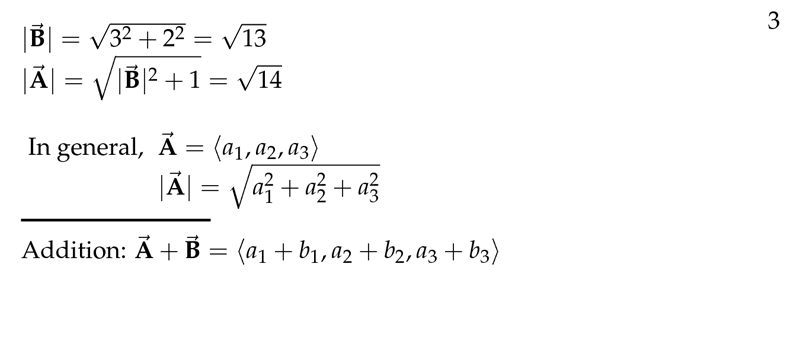 3
|B⃗| = √(3² + 2²) = √13
|A⃗| = √(|B⃗|² + 1) = √14
In general, A⃗ = ⟨a₁, a₂, a₃⟩
|A⃗| = √(a₁² + a₂² + a₃²)
Addition: A⃗ + B⃗ = ⟨a₁ + b₁, a₂ + b₂, a₃ + b₃⟩